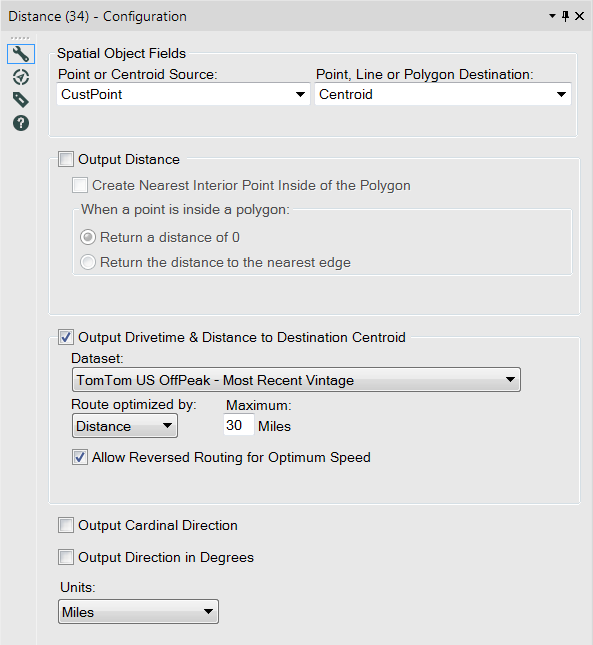 Distance (34) - Configuration
Spatial Object Fields
Point or Centroid Source: Point, Line or Polygon Destination:
CustPoint Centroid
Output Distance
Create Nearest Interior Point Inside of the Polygon
When a point is inside a polygon:
Return a distance of 0
Return the distance to the nearest edge
Output Drivetime & Distance to Destination Centroid
Dataset:
TomTom US OffPeak - Most Recent Vintage
Route optimized by: Maximum:
Distance 30 Miles
Allow Reversed Routing for Optimum Speed
Output Cardinal Direction
Output Direction in Degrees
Units:
Miles